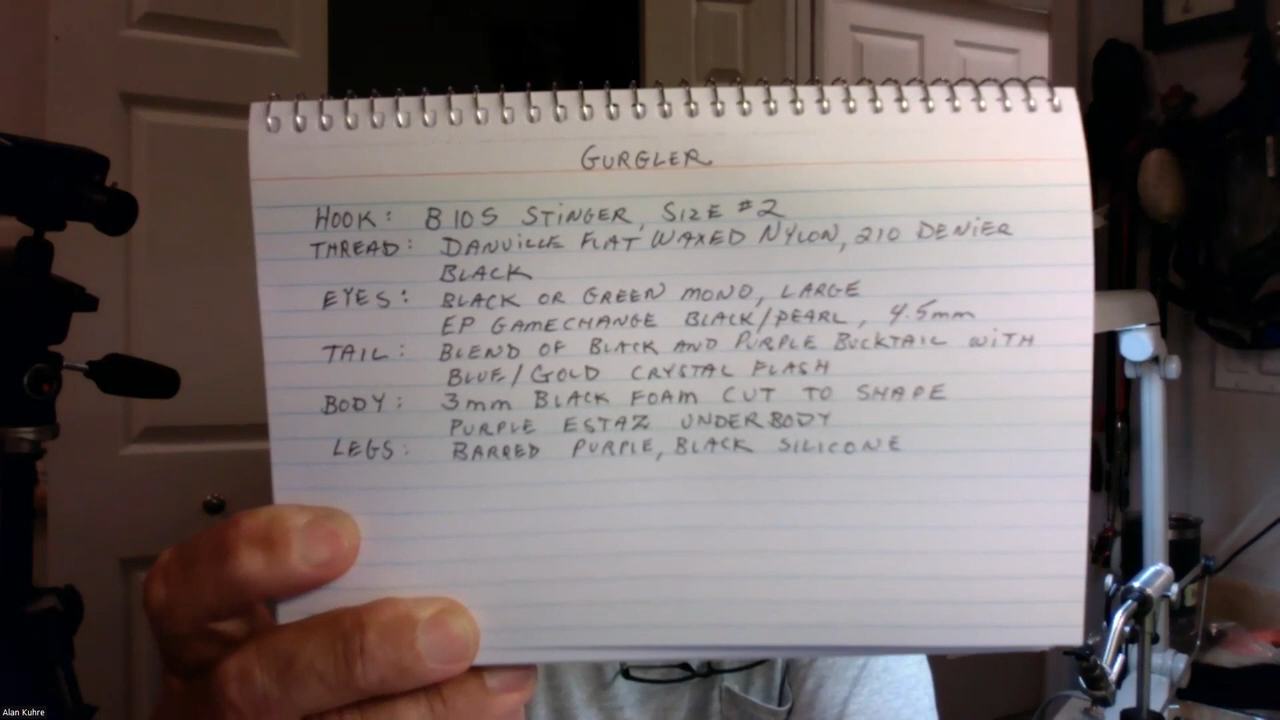 GURGLER
HOOK: B10S STINGER, SIZE #2
THREAD: DANVILLE FLAT WAXED NYLON, 210 DENIER
BLACK
EYES: BLACK OR GREEN MONO, LARGE
EP GAMECHANGE BLACK/PEARL, 4.5mm
TAIL: BLEND OF BLACK AND PURPLE BUCKTAIL WITH
BLUE/GOLD CRYSTAL FLASH
BODY: 3mm BLACK FOAM CUT TO SHAPE
PURPLE ESTAZ UNDERBODY
LEGS: BARRED PURPLE, BLACK SILICONE
Alan Kuhre